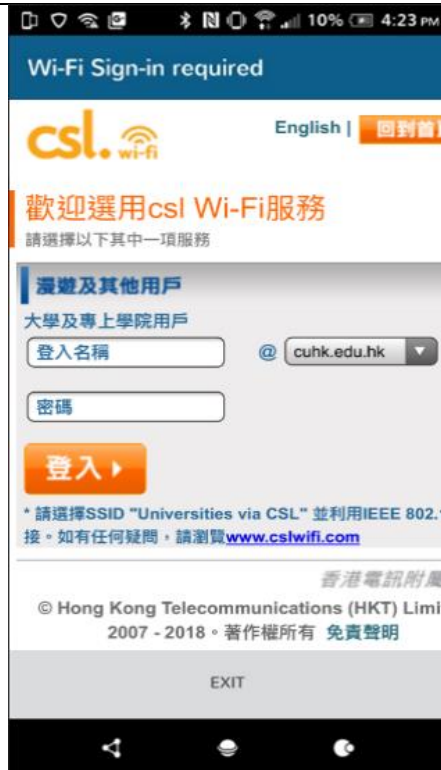 10% 4:23 PM
Wi-Fi Sign-in required
csl. wi-fi
English | 回到首頁
歡迎選用csl Wi-Fi服務
請選擇以下其中一項服務
漫遊及其他用戶
大學及專上學院用戶
登入名稱 @ cuhk.edu.hk
密碼
登入
* 請選擇SSID "Universities via CSL" 並利用IEEE 802.
接。如有任何疑問，請瀏覽www.cslwifi.com
香港電訊附屬
© Hong Kong Telecommunications (HKT) Limi
2007 - 2018。著作權所有 免責聲明
EXIT